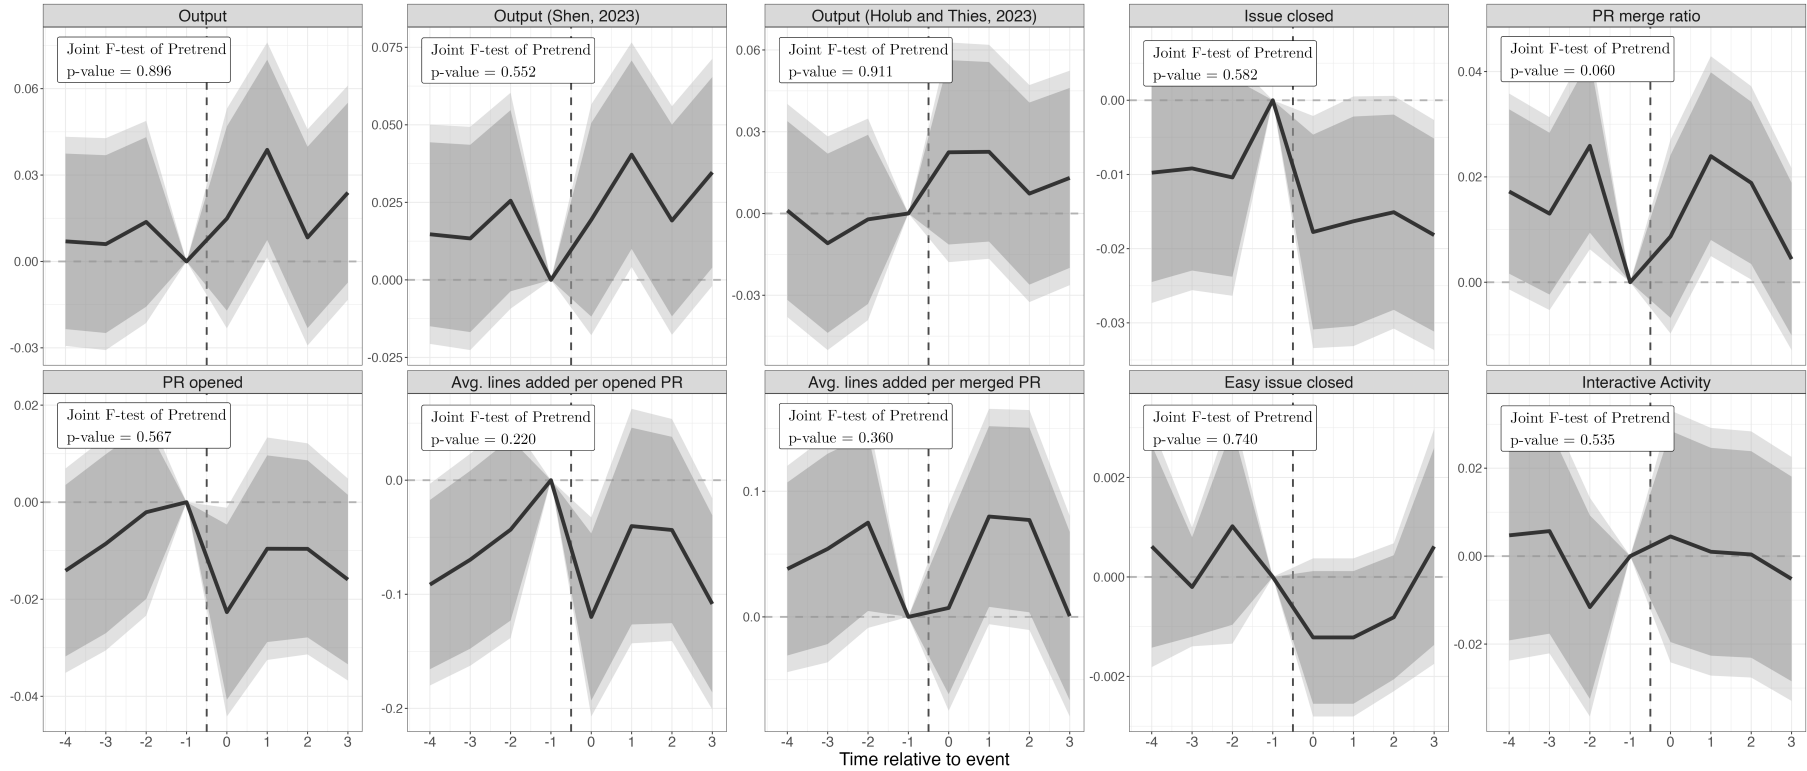 Output
Joint F-test of Pretrend
p-value = 0.896
0.06
0.03
0.00
-0.03
Output (Shen, 2023)
Joint F-test of Pretrend
p-value = 0.552
0.075
0.050
0.025
0.000
-0.025
Output (Holub and Thies, 2023)
Joint F-test of Pretrend
p-value = 0.911
0.06
0.03
0.00
-0.03
Issue closed
Joint F-test of Pretrend
p-value = 0.582
0.00
-0.01
-0.02
-0.03
PR merge ratio
Joint F-test of Pretrend
p-value = 0.060
0.04
0.02
0.00
PR opened
Joint F-test of Pretrend
p-value = 0.567
0.02
0.00
-0.02
-0.04
-4 -3 -2 -1 0 1 2 3
Avg. lines added per opened PR
Joint F-test of Pretrend
p-value = 0.220
0.0
-0.1
-0.2
-4 -3 -2 -1 0 1 2 3
Avg. lines added per merged PR
Joint F-test of Pretrend
p-value = 0.360
0.1
0.0
-4 -3 -2 -1 0 1 2 3
Easy issue closed
Joint F-test of Pretrend
p-value = 0.740
0.002
0.000
-0.002
-4 -3 -2 -1 0 1 2 3
Interactive Activity
Joint F-test of Pretrend
p-value = 0.535
0.02
0.00
-0.02
-4 -3 -2 -1 0 1 2 3
Time relative to event